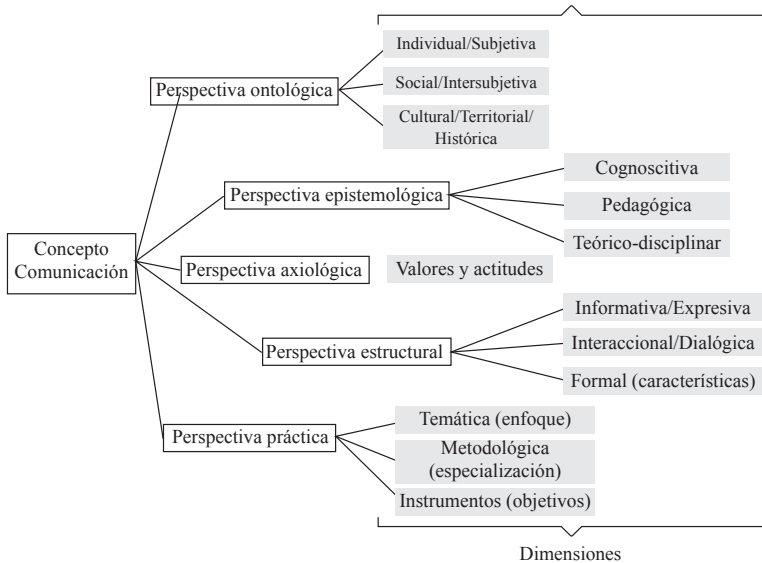 Individual/Subjetiva
Social/Intersubjetiva
Perspectiva ontológica
Cultural/Territorial/
Histórica
Cognoscitiva
Perspectiva epistemológica
Pedagógica
Teórico-disciplinar
Concepto
Comunicación
Perspectiva axiológica
Valores y actitudes
Informativa/Expresiva
Interaccional/Dialógica
Perspectiva estructural
Formal (características)
Temática (enfoque)
Perspectiva práctica
Metodológica
(especialización)
Instrumentos (objetivos)
Dimensiones